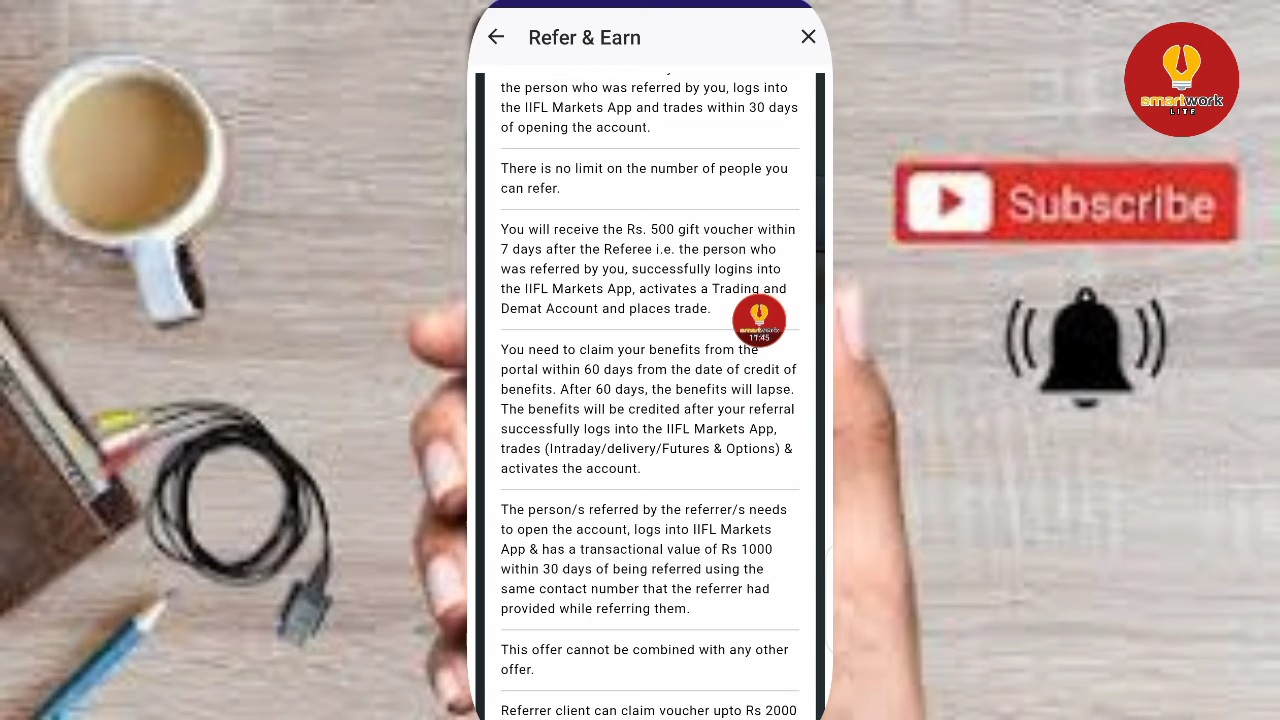 Refer & Earn
the person who was referred by you, logs into
the IIFL Markets App and trades within 30 days
of opening the account.
There is no limit on the number of people you
can refer.
You will receive the Rs. 500 gift voucher within
7 days after the Referee i.e. the person who
was referred by you, successfully logins into
the IIFL Markets App, activates a Trading and
Demat Account and places trade.
You need to claim your benefits from the
portal within 60 days from the date of credit of
benefits. After 60 days, the benefits will lapse.
The benefits will be credited after your referral
successfully logs into the IIFL Markets App,
trades (Intraday/delivery/Futures & Options) &
activates the account.
The person/s referred by the referrer/s needs
to open the account, logs into IIFL Markets
App & has a transactional value of Rs 1000
within 30 days of being referred using the
same contact number that the referrer had
provided while referring them.
This offer cannot be combined with any other
offer.
Referrer client can claim voucher upto Rs 2000
smartwork
11:45
smartwork
LITE
Subscribe